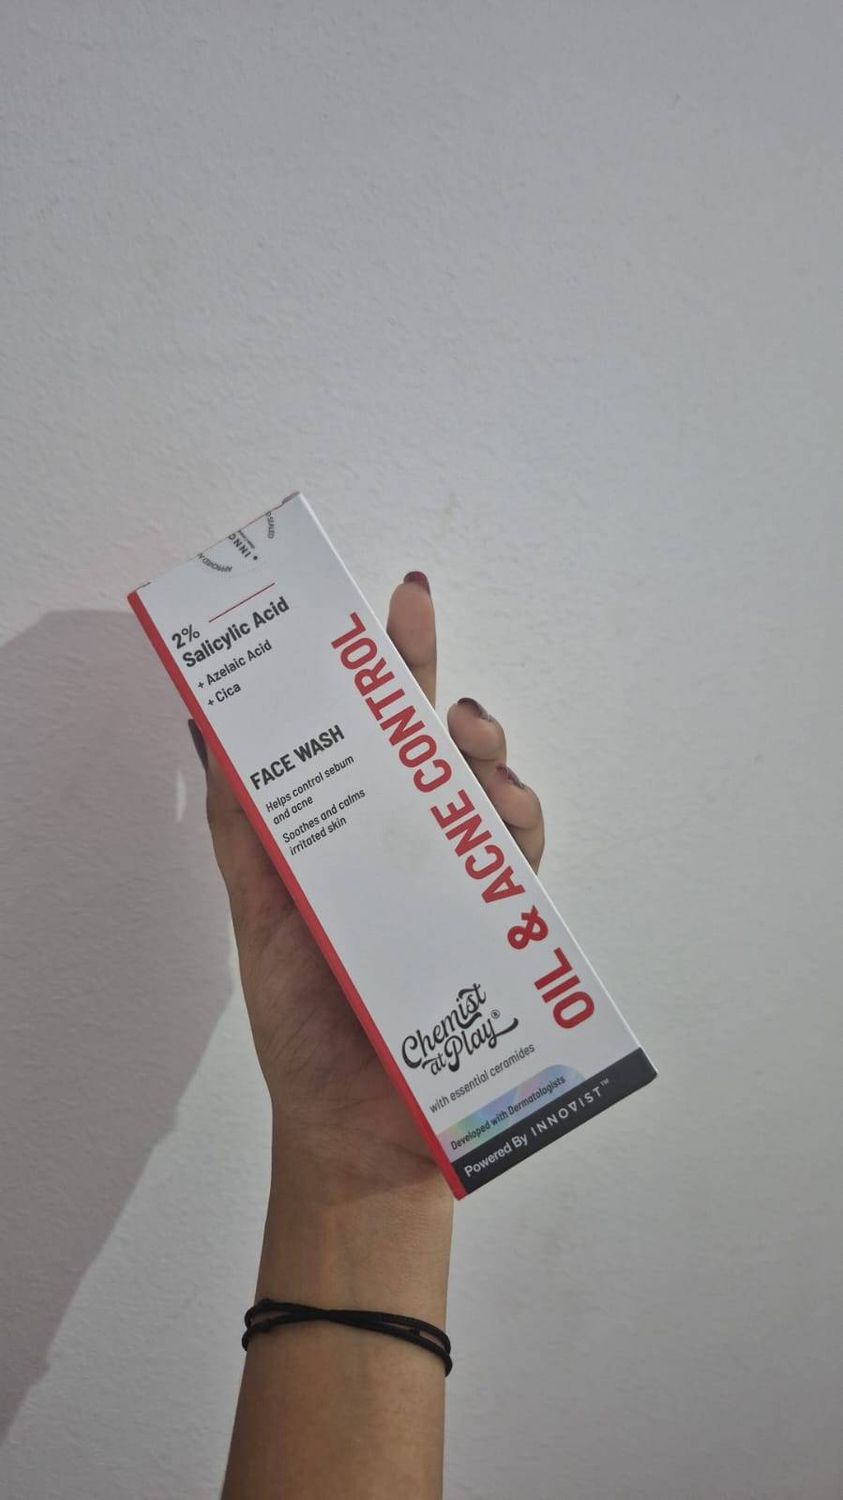 2%
Salicylic Acid
+ Azelaic Acid
+ Cica
FACE WASH
Helps control sebum
and acne
Soothes and calms
irritated skin
OIL & ACNE CONTROL
Chemist
at Play®
with essential ceramides
Developed with Dermatologists
Powered By INNOVIST™